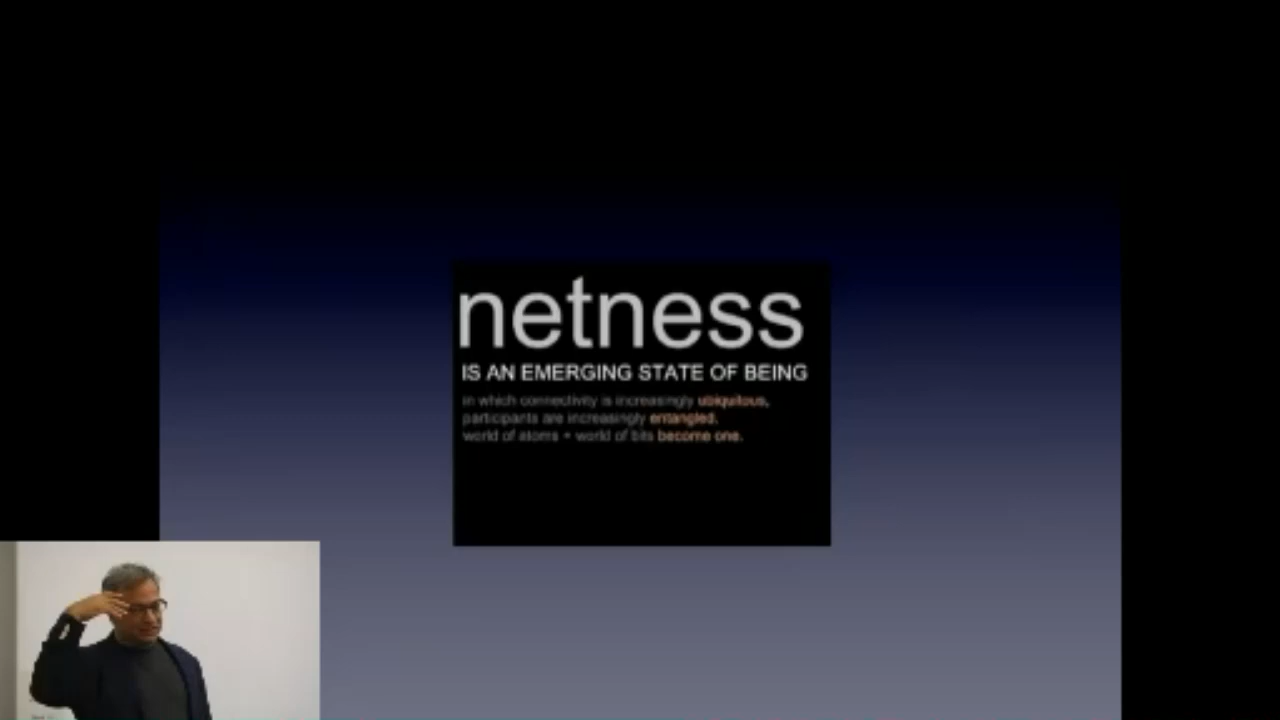 netness
IS AN EMERGING STATE OF BEING
in which connectivity is increasingly ubiquitous,
participants are increasingly entangled,
world of atoms + world of bits become one.